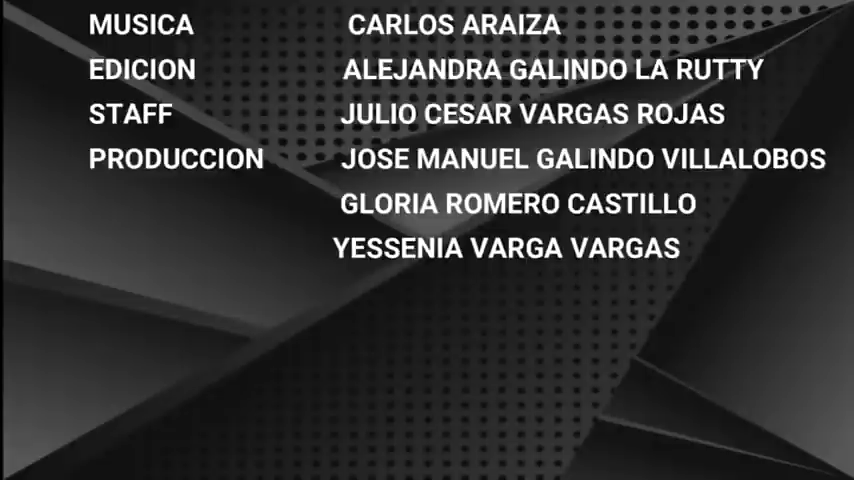 MUSICA CARLOS ARAIZA
EDICION ALEJANDRA GALINDO LA RUTTY
STAFF JULIO CESAR VARGAS ROJAS
PRODUCCION JOSE MANUEL GALINDO VILLALOBOS
GLORIA ROMERO CASTILLO
YESSENIA VARGA VARGAS